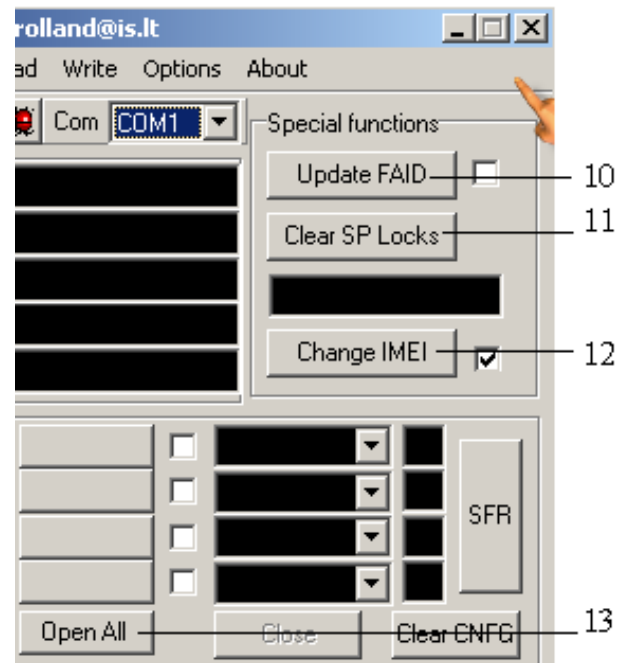 rolland@is.lt
ad Write Options About
Com COM1
Special functions
Update FAID 10
Clear SP Locks 11
Change IMEI 12
SFR
Open All Close Clear CNFG 13